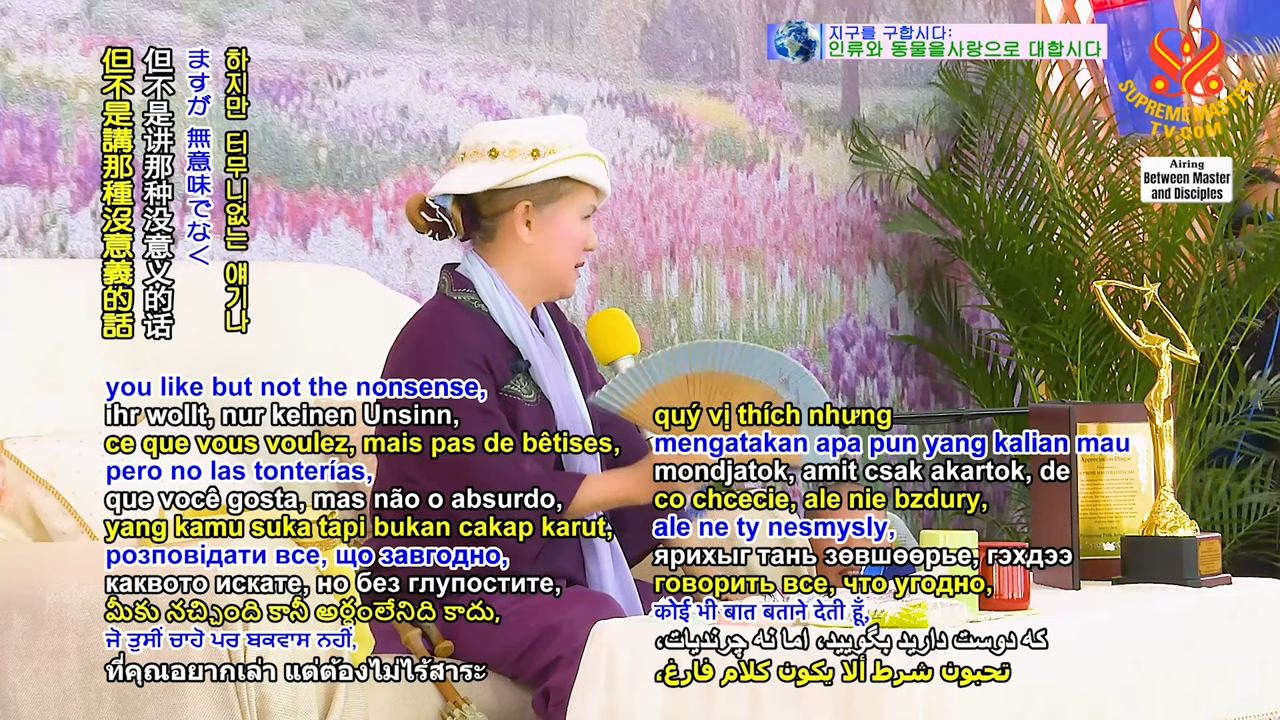 지구를 구합시다:
인류와 동물을사랑으로 대합시다
SUPREME MASTER
TV.COM
Airing
Between Master
and Disciples
하지만 터무니없는 얘기나
ますが 無意味でなく
但不是讲那种没意义的话
但不是講那種沒意義的話
you like but not the nonsense,
ihr wollt, nur keinen Unsinn,
ce que vous voulez, mais pas de bêtises,
pero no las tonterías,
que você gosta, mas não o absurdo,
yang kamu suka tapi bukan cakap karut,
розповідати все, що завгодно,
каквото искате, но без глупостите,
మీకు నచ్చింది కానీ అర్థంలేనిది కాదు,
ਜੋ ਤੁਸੀਂ ਚਾਹੋ ਪਰ ਬਕਵਾਸ ਨਹੀਂ,
ที่คุณอยากเล่า แต่ต้องไม่ไร้สาระ
quý vị thích nhưng
mengatakan apa pun yang kalian mau
mondjatok, amit csak akartok, de
co chcecie, ale nie bzdury,
ale ne ty nesmysly,
ярихыг тань зөвшөөрье, гэхдээ
говорить все, что угодно,
कोई भी बात बताने देती हूँ,
که دوست دارید بگویید، اما نه چرندیات،
تحبون شرط ألا يكون كلام فارغ،
Appreciation Plaque